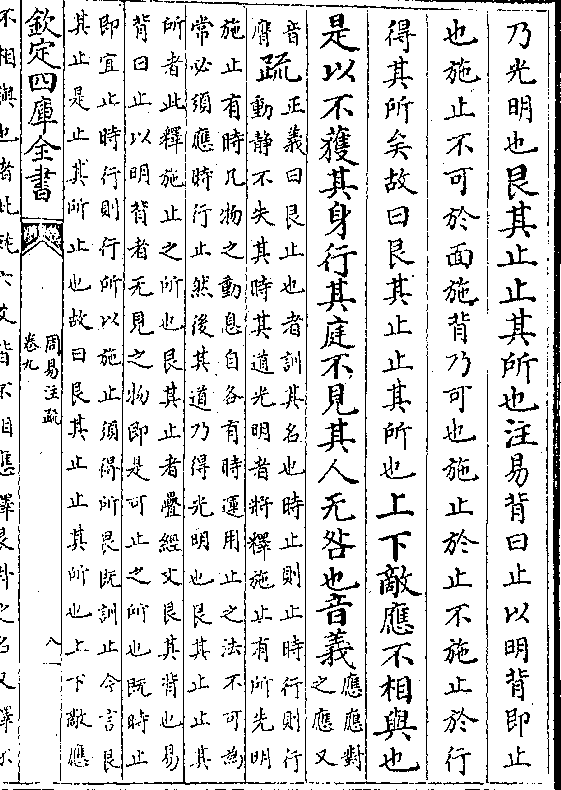 乃光明也艮其止止其所也注易背曰止以明背即止
也施止不可於面施背乃可也施止於止不施止於行
得其所矣故曰艮其止止其所也上下敵應不相與也
是以不獲其身行其庭不見其人无咎也音義應應對之應又
音膺疏正義曰艮止也者訓其名也時止則止時行則行
動静不失其時其道光明者將釋施止有所光明
施止有時凡物之動息自各有時運用止之法不可為
常必須應時行止然後其道乃得光明也艮其止止其
所者此釋施止之所也艮其止者疊經文艮其背也易
背曰止以明背者无見之物即是可止之所也既時止
即宜止時行則行所以施止須得所艮既訓止今言艮
其止是止其所止也故曰艮其止止其所也上下敵應
欽定四庫全書
周易注疏
卷九
八
不相與也者此就六爻皆不相應釋艮卦之名又釋不